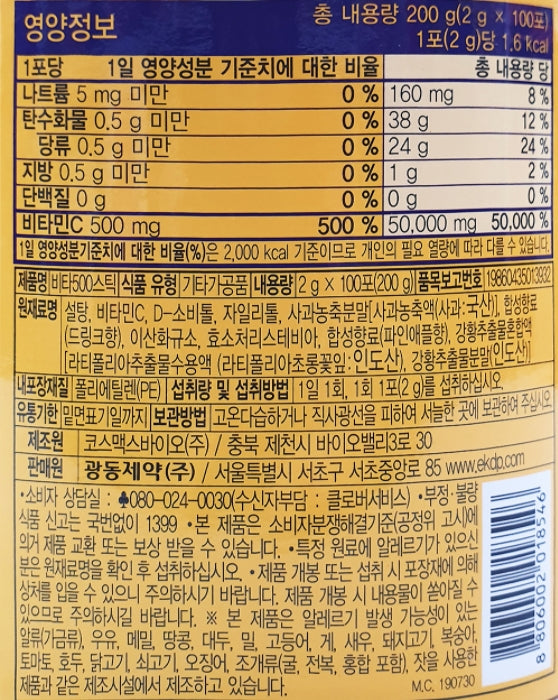 영양정보
총 내용량 200 g(2 g × 100포)
1포(2 g)당 1.6 kcal
1포당 1일 영양성분 기준치에 대한 비율 총 내용량 당
나트륨 5 mg 미만 0 % 160 mg 8 %
탄수화물 0.5 g 미만 0 % 38 g 12 %
당류 0.5 g 미만 0 % 24 g 24 %
지방 0.5 g 미만 0 % 1 g 2 %
단백질 0 g 0 % 0 g 0 %
비타민C 500 mg 500 % 50,000 mg 50,000 %
1일 영양성분기준치에 대한 비율(%)은 2,000 kcal 기준이므로 개인의 필요 열량에 따라 다를 수 있습니다
제품명 비타500스틱 식품 유형 기타가공품 내용량 2 g × 100포(200 g) 품목보고번호 19860435013932
원재료명 설탕, 비타민C, D-소비톨, 자일리톨, 사과농축분말[사과농축액(사과:국산)], 합성향료
(드링크향), 이산화규소, 효소처리스테비아, 합성향료(파인애플향), 강황추출물혼합액
[라티폴리아추출물수용액 (라티폴리아초롱꽃잎:인도산), 강황추출물분말(인도산)]
내포장재질 폴리에틸렌(PE) 섭취량 및 섭취방법 1일 1회, 1회 1포(2 g)를 섭취하십시오.
유통기한 밑면표기일까지 보관방법 고온다습하거나 직사광선을 피하여 서늘한 곳에 보관하여 주십시오
제조원 코스맥스바이오(주) / 충북 제천시 바이오밸리3로 30
판매원 광동제약(주) / 서울특별시 서초구 서초중앙로 85 www.ekdp.com
•소비자 상담실 : ♣080-024-0030(수신자부담 : 클로버서비스) •부정·불량
식품 신고는 국번없이 1399 •본 제품은 소비자분쟁해결기준(공정위 고시)에
의거 제품 교환 또는 보상 받을 수 있습니다. •특정 원료에 알레르기가 있으신
분은 원재료명을 확인 후 섭취하십시오. •제품 개봉 또는 섭취 시 포장재에 의해
상처를 입을 수 있으니 주의하시기 바랍니다. 제품 개봉 시 내용물이 쏟아질 수
있으므로 주의하시길 바랍니다. ※ 본 제품은 알레르기 발생 가능성이 있는
알류(가금류), 우유, 메밀, 땅콩, 대두, 밀, 고등어, 게, 새우, 돼지고기, 복숭아,
토마토, 호두, 닭고기, 쇠고기, 오징어, 조개류(굴, 전복, 홍합 포함), 잣을 사용한
제품과 같은 제조시설에서 제조하고 있습니다.
M.C. 190730
8 806002 018546